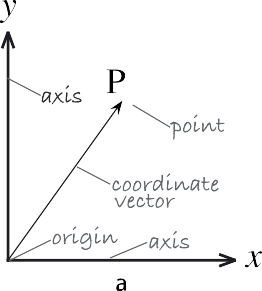 y
axis
P
point
coordinate
vector
origin
axis
x
a